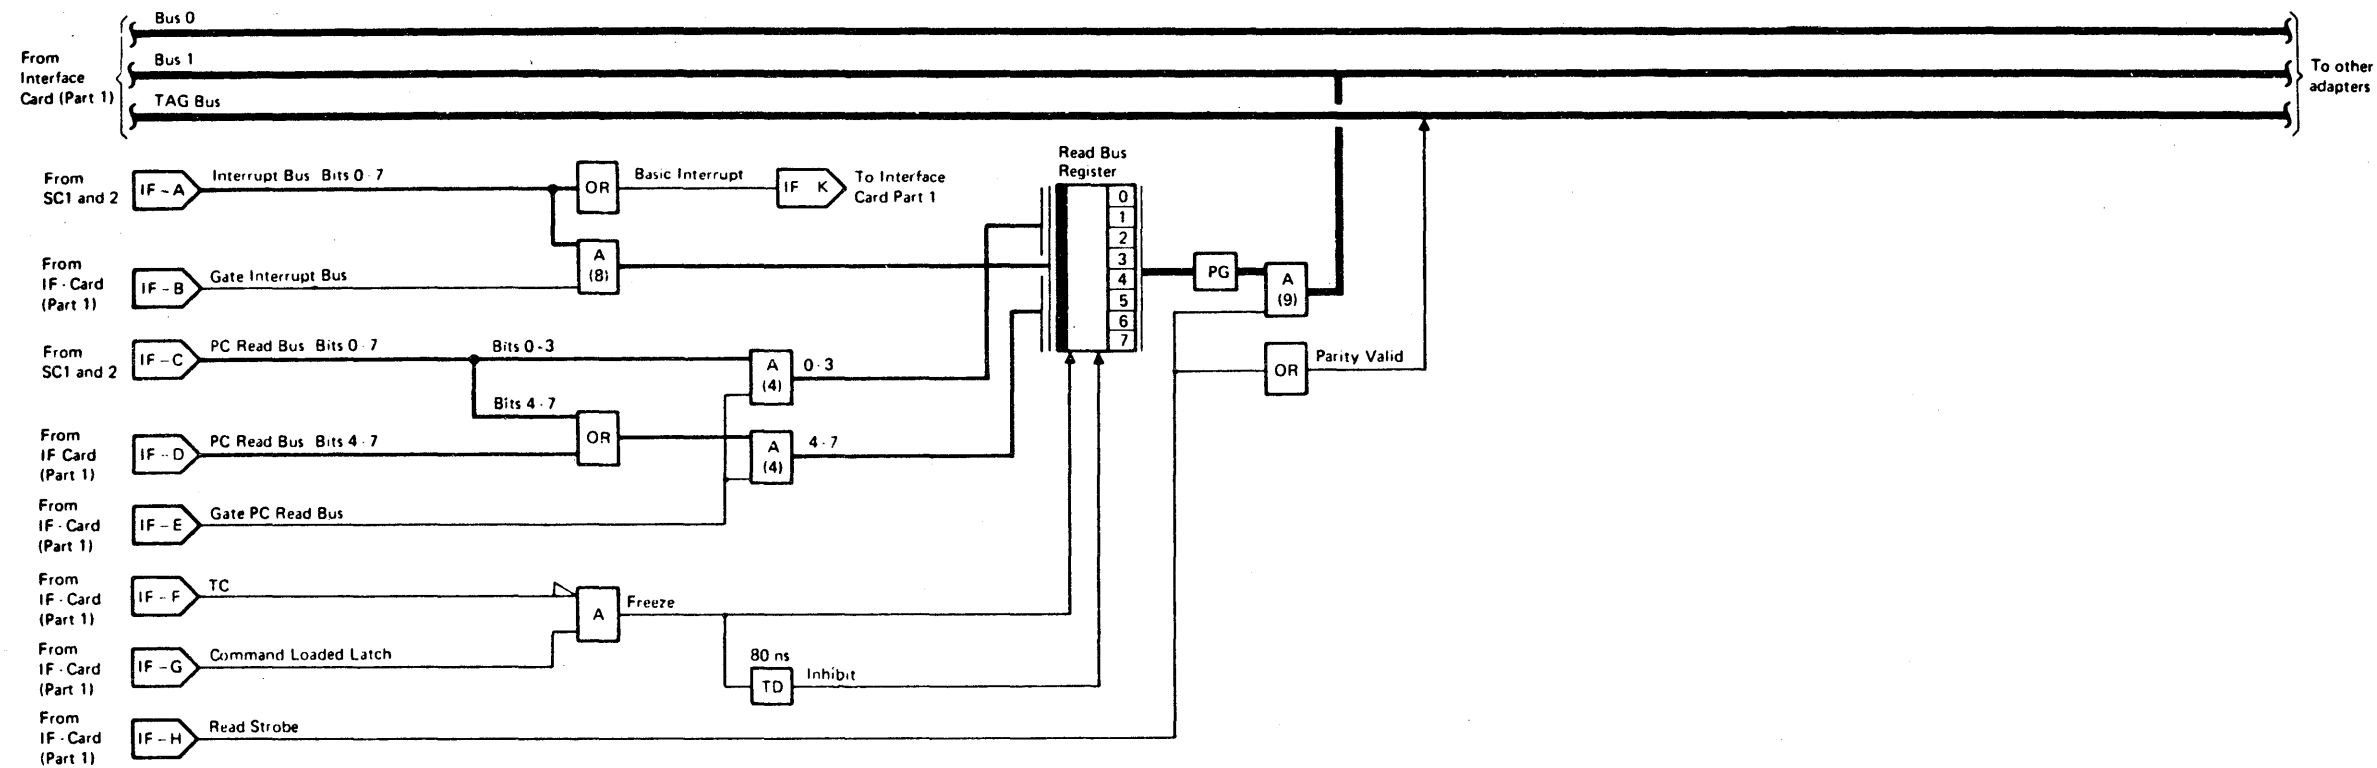 Bus 0
From
Interface
Card (Part 1)
Bus 1
TAG Bus
To other
adapters
From
SC1 and 2
IF - A
Interrupt Bus Bits 0 - 7
OR
Basic Interrupt
IF K
To Interface
Card Part 1
Read Bus
Register
0
1
2
3
4
5
6
7
From
IF - Card
(Part 1)
IF - B
Gate Interrupt Bus
A
(8)
PG
A
(9)
From
SC1 and 2
IF - C
PC Read Bus Bits 0 - 7
Bits 0 - 3
A
(4)
0 - 3
OR
Parity Valid
Bits 4 - 7
From
IF Card
(Part 1)
IF - D
PC Read Bus Bits 4 - 7
OR
A
(4)
4 - 7
From
IF - Card
(Part 1)
IF - E
Gate PC Read Bus
From
IF - Card
(Part 1)
IF - F
TC
A
Freeze
From
IF - Card
(Part 1)
IF - G
Command Loaded Latch
80 ns
TD
Inhibit
From
IF - Card
(Part 1)
IF - H
Read Strobe